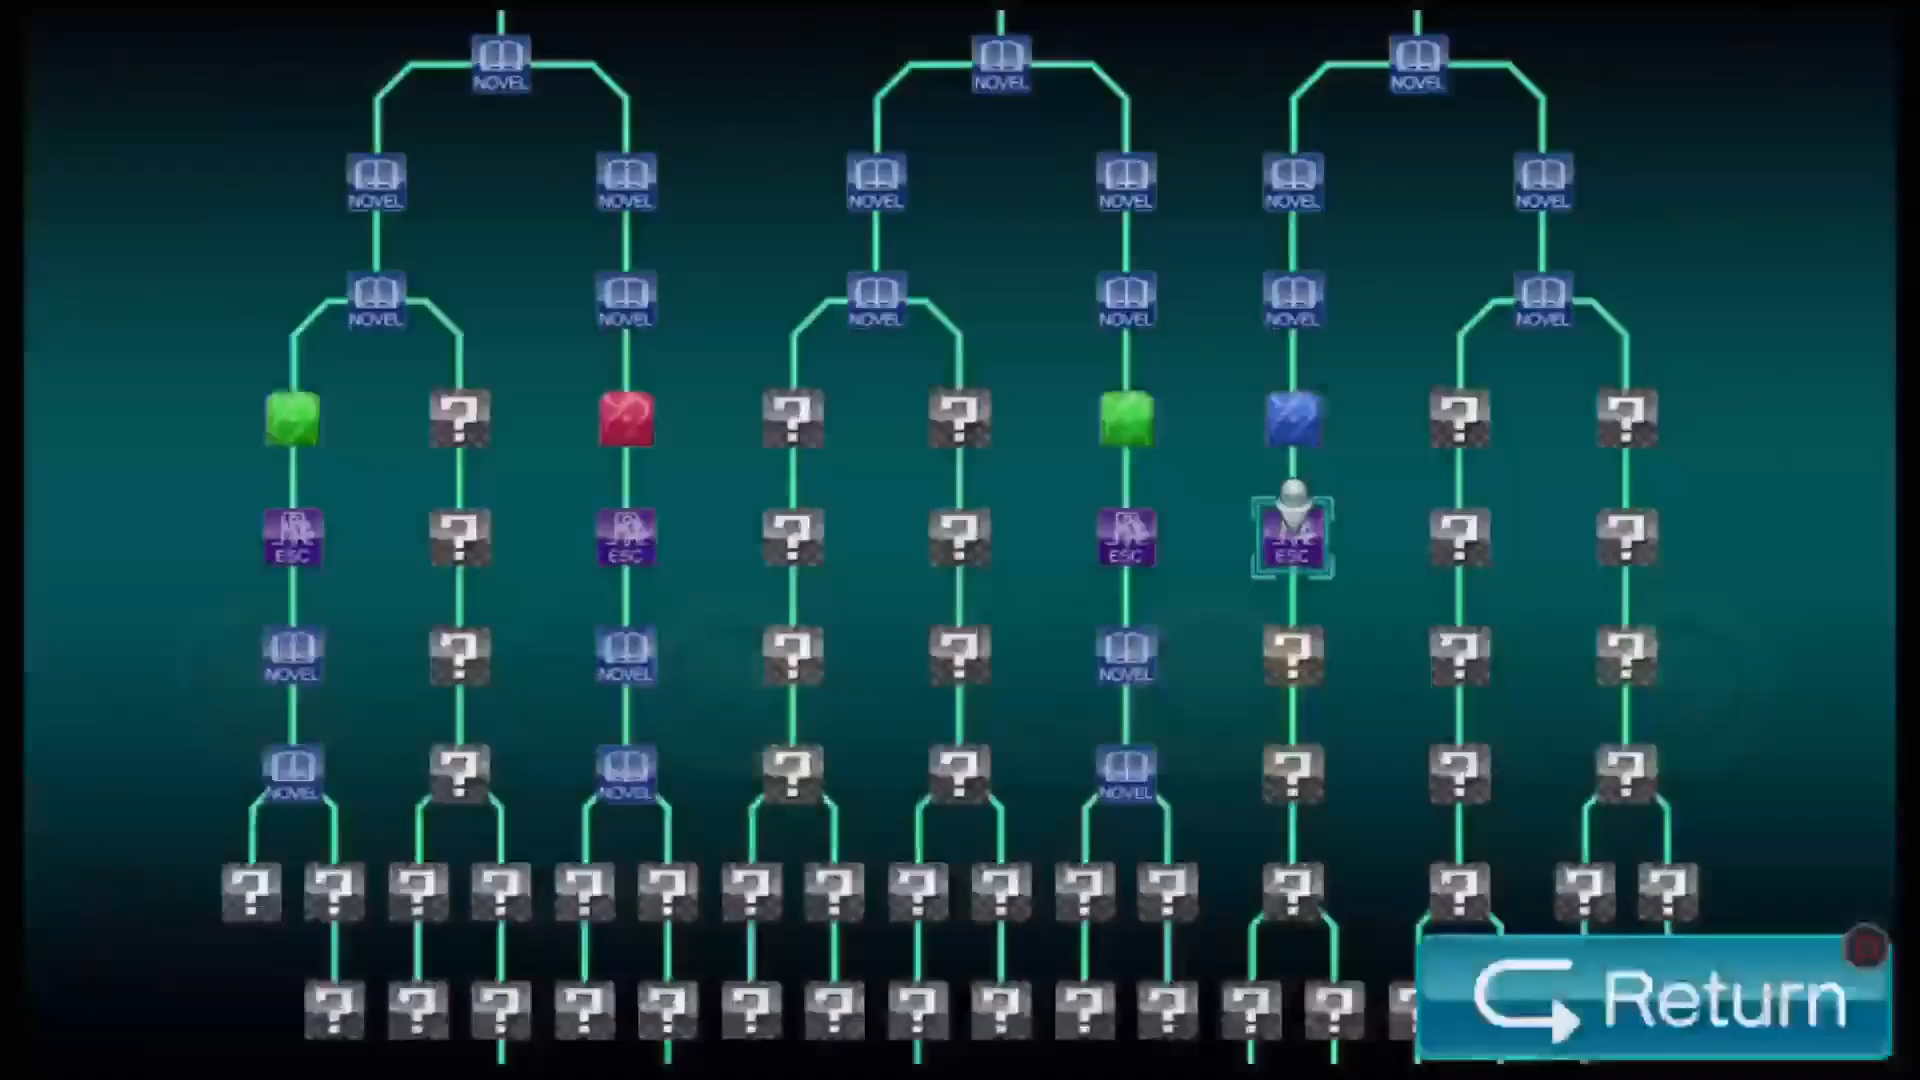 NOVEL NOVEL NOVEL
NOVEL NOVEL NOVEL NOVEL NOVEL NOVEL
NOVEL NOVEL NOVEL NOVEL NOVEL NOVEL
? ? ? ? ?
ESC ? ESC ? ? ESC ESC ? ?
NOVEL ? NOVEL ? ? NOVEL ? ? ?
NOVEL ? NOVEL ? ? NOVEL ? ? ?
? ? ? ? ? ? ? ? ? ? ? ? ? ? ? ?
? ? ? ? ? ? ? ? ? ? ? ? ? ?
Return